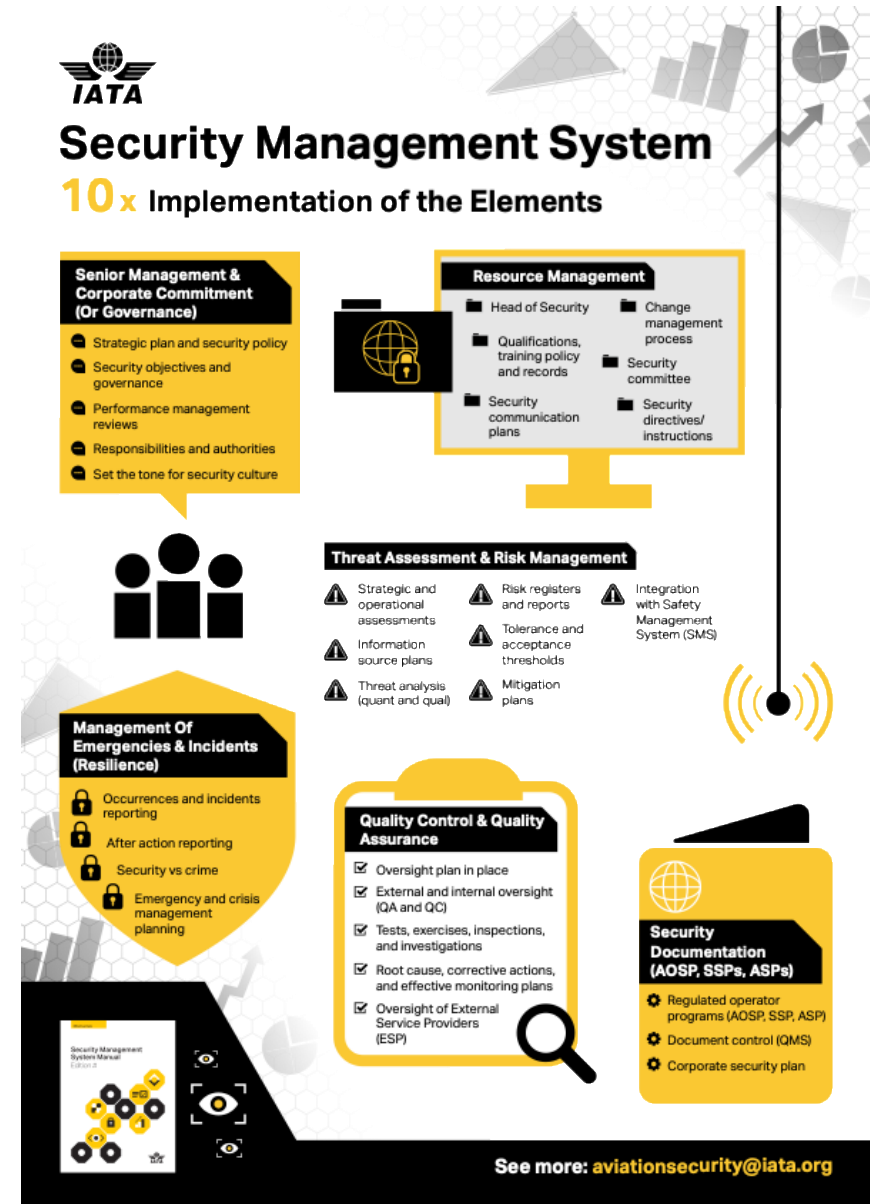 IATA
Security Management System
10x Implementation of the Elements
Senior Management &
Corporate Commitment
(Or Governance)
Strategic plan and security policy
Security objectives and
governance
Performance management
reviews
Responsibilities and authorities
Set the tone for security culture
Resource Management
Head of Security
Qualifications,
training policy
and records
Security
communication
plans
Change
management
process
Security
committee
Security
directives/
instructions
Threat Assessment & Risk Management
Strategic and
operational
assessments
Information
source plans
Threat analysis
(quant and qual)
Risk registers
and reports
Tolerance and
acceptance
thresholds
Mitigation
plans
Integration
with Safety
Management
System (SMS)
Management Of
Emergencies & Incidents
(Resilience)
Occurrences and incidents
reporting
After action reporting
Security vs crime
Emergency and crisis
management
planning
Quality Control & Quality
Assurance
Oversight plan in place
External and internal oversight
(QA and QC)
Tests, exercises, inspections,
and investigations
Root cause, corrective actions,
and effective monitoring plans
Oversight of External
Service Providers
(ESP)
Security
Documentation
(AOSP, SSPs, ASPs)
Regulated operator
programs (AOSP, SSP, ASP)
Document control (QMS)
Corporate security plan
Security Management
System Manual
See more: aviationsecurity@iata.org